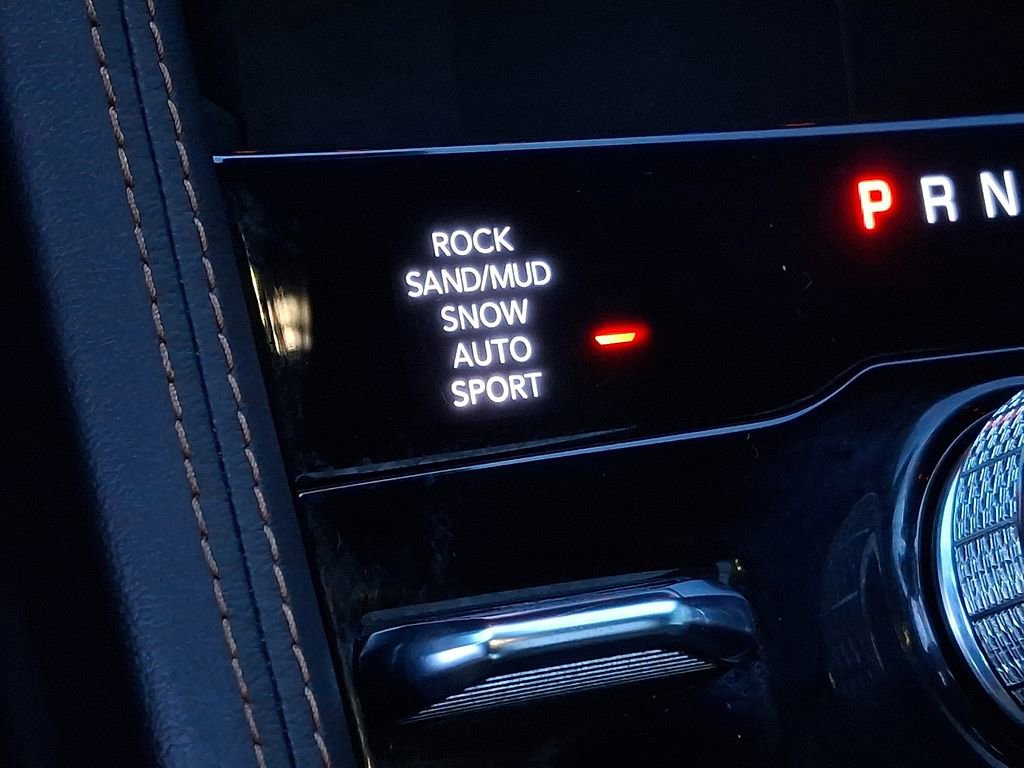 P R N
ROCK
SAND/MUD
SNOW
AUTO
SPORT